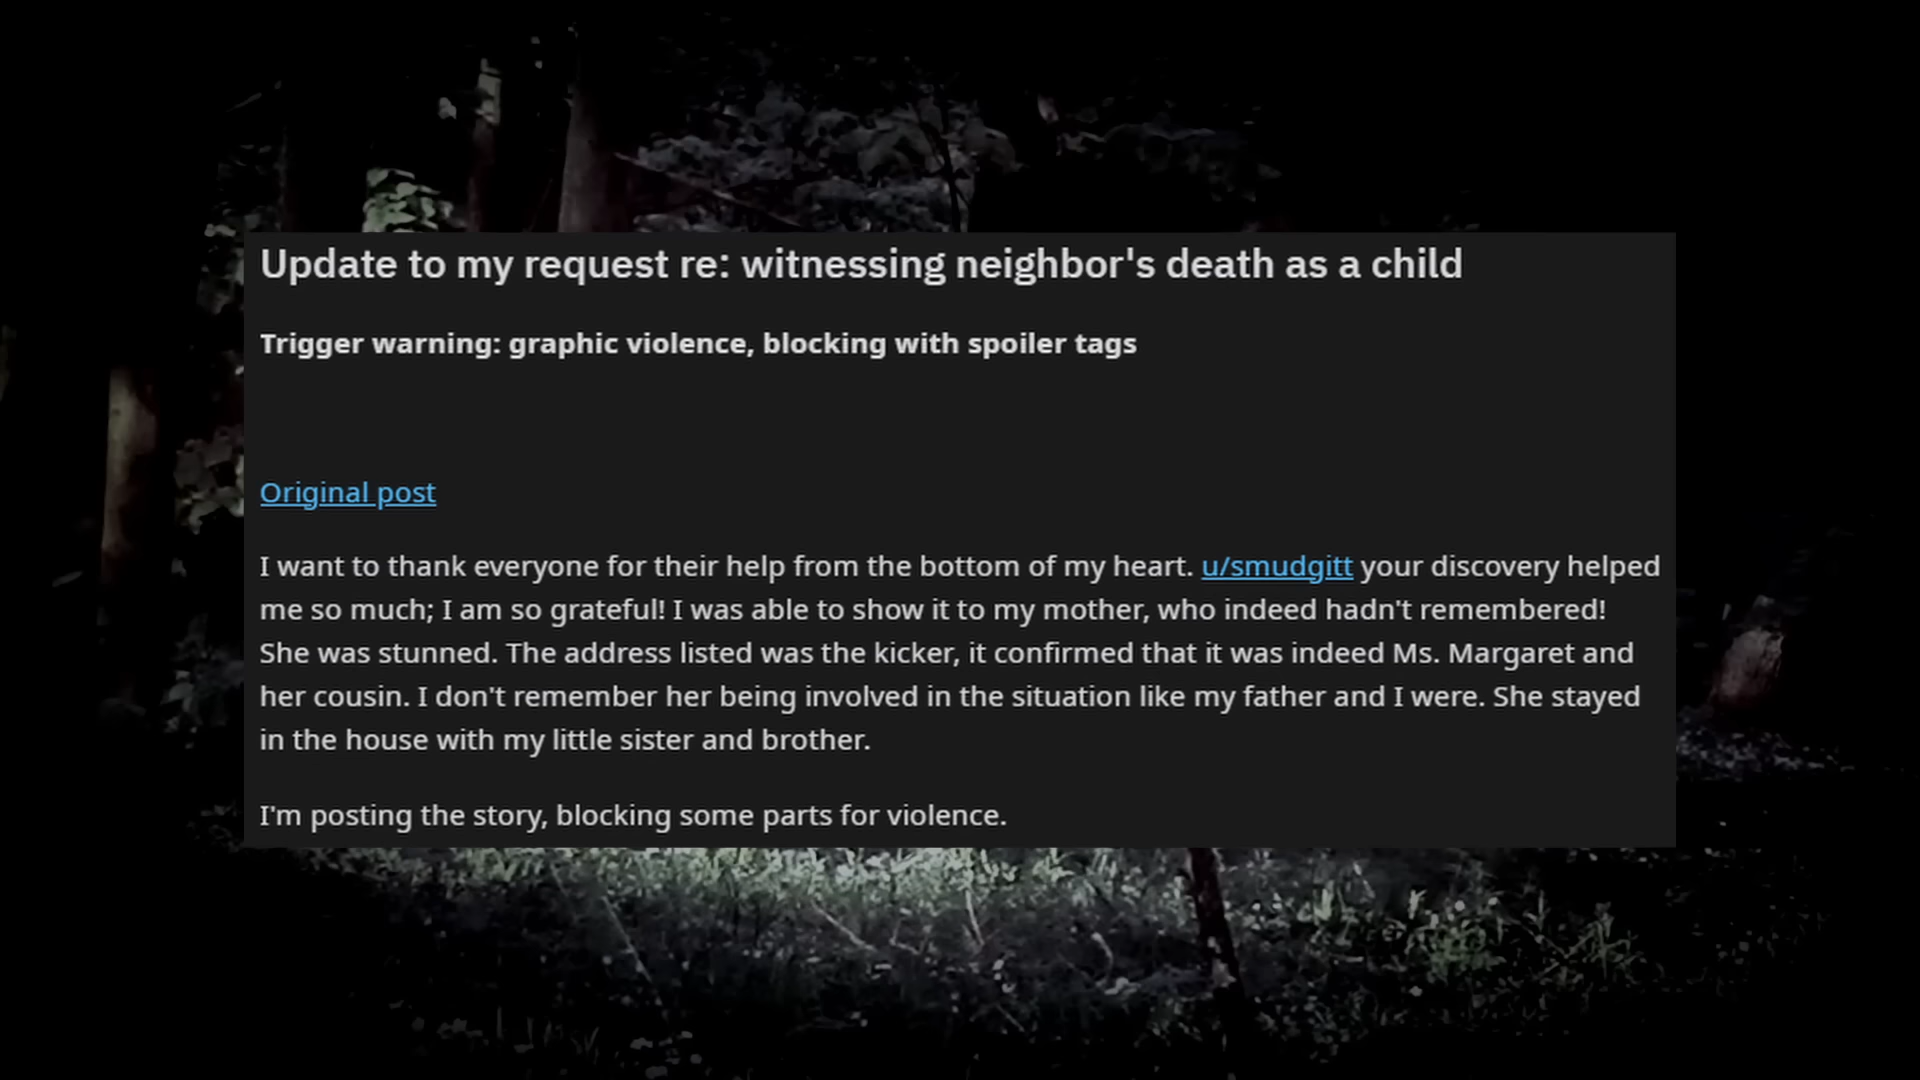 Update to my request re: witnessing neighbor's death as a child
Trigger warning: graphic violence, blocking with spoiler tags
Original post
I want to thank everyone for their help from the bottom of my heart. u/smudgitt your discovery helped
me so much; I am so grateful! I was able to show it to my mother, who indeed hadn't remembered!
She was stunned. The address listed was the kicker, it confirmed that it was indeed Ms. Margaret and
her cousin. I don't remember her being involved in the situation like my father and I were. She stayed
in the house with my little sister and brother.
I'm posting the story, blocking some parts for violence.